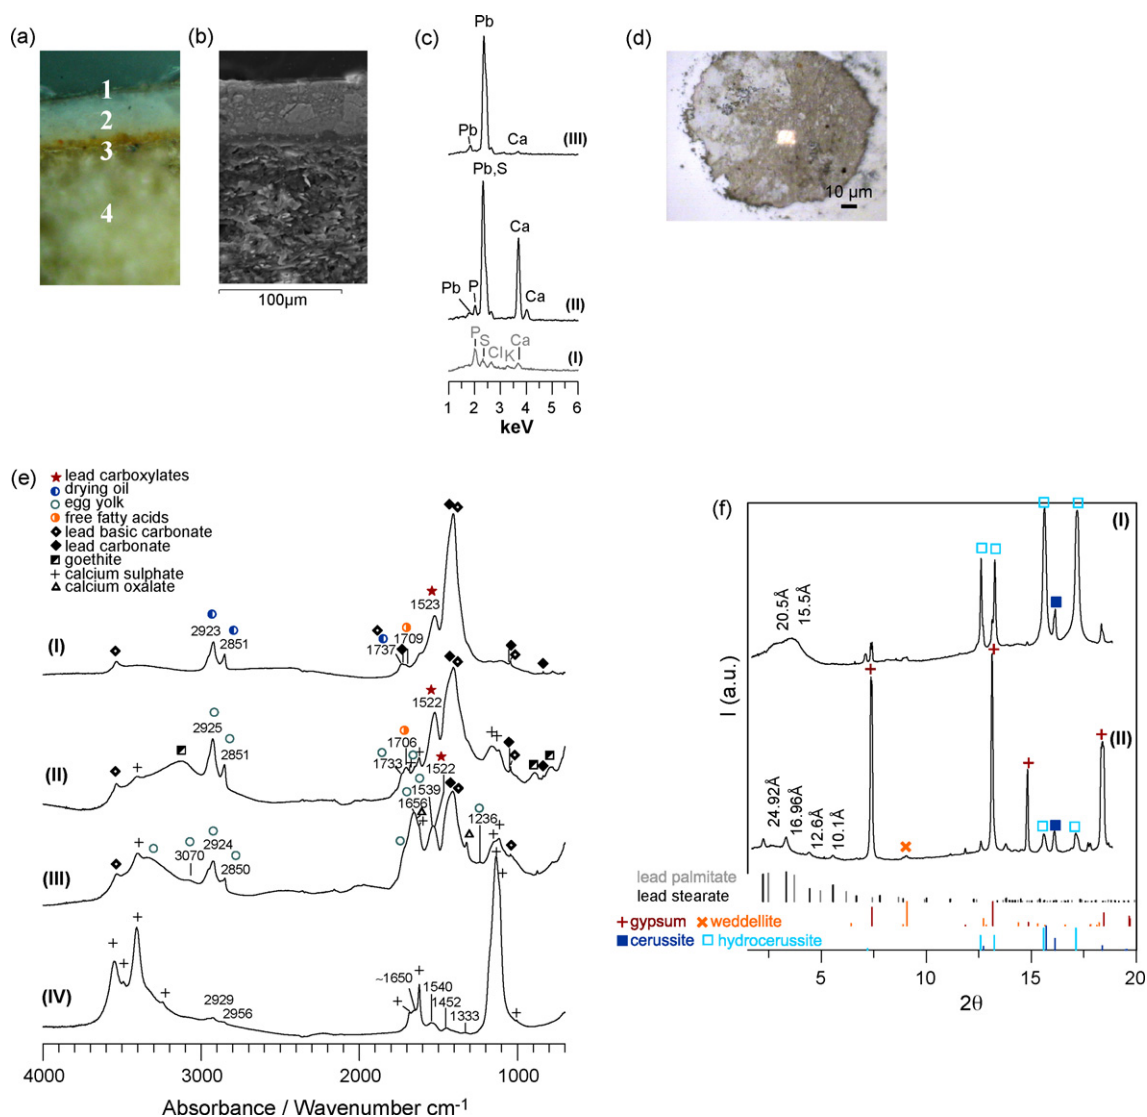 (a)
1
2
3
4
(b)
100µm
(c)
Pb
Pb
Ca
(III)
Pb,S
Ca
Pb
P
Ca
(II)
P
S
Cl
K
Ca
(I)
1 2 3 4 5 6
keV
(d)
10 µm
(e)
lead carboxylates
drying oil
egg yolk
free fatty acids
lead basic carbonate
lead carbonate
goethite
calcium sulphate
calcium oxalate
(I)
2923
2851
1737
1709
1523
(II)
2925
2851
1733
1706
1522
(III)
3070
2924
2850
1656
1539
1522
1236
(IV)
2929
2956
~1650
1540
1452
1333
4000 3000 2000 1000
Absorbance / Wavenumber cm-1
(f)
I (a.u.)
(I)
20.5Å
15.5Å
(II)
24.92Å
16.96Å
12.6Å
10.1Å
lead palmitate
lead stearate
gypsum
weddellite
cerussite
hydrocerussite
5 10 15 20
2θ